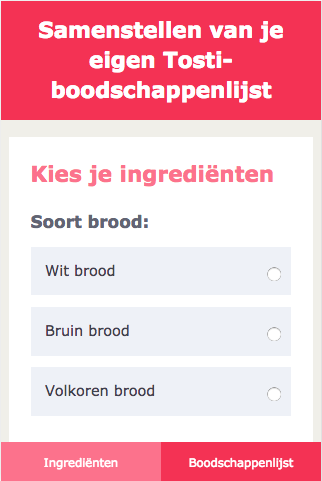 Samenstellen van je
eigen Tosti-
boodschappenlijst
Kies je ingrediënten
Soort brood:
Wit brood
Bruin brood
Volkoren brood
Ingrediënten
Boodschappenlijst